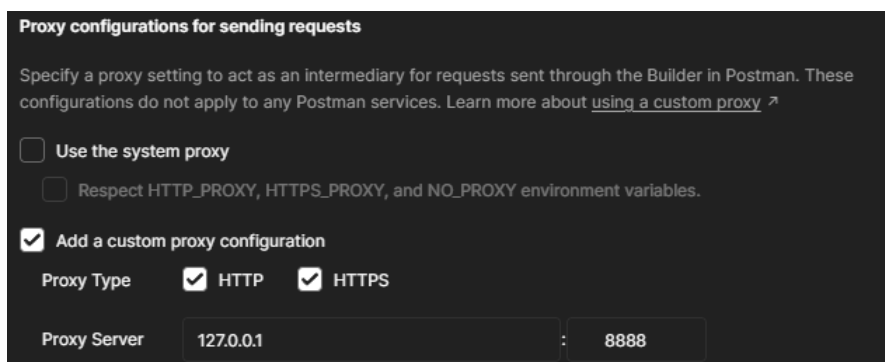 Proxy configurations for sending requests
Specify a proxy setting to act as an intermediary for requests sent through the Builder in Postman. These
configurations do not apply to any Postman services. Learn more about using a custom proxy ↗
Use the system proxy
Respect HTTP_PROXY, HTTPS_PROXY, and NO_PROXY environment variables.
Add a custom proxy configuration
Proxy Type HTTP HTTPS
Proxy Server 127.0.0.1 : 8888